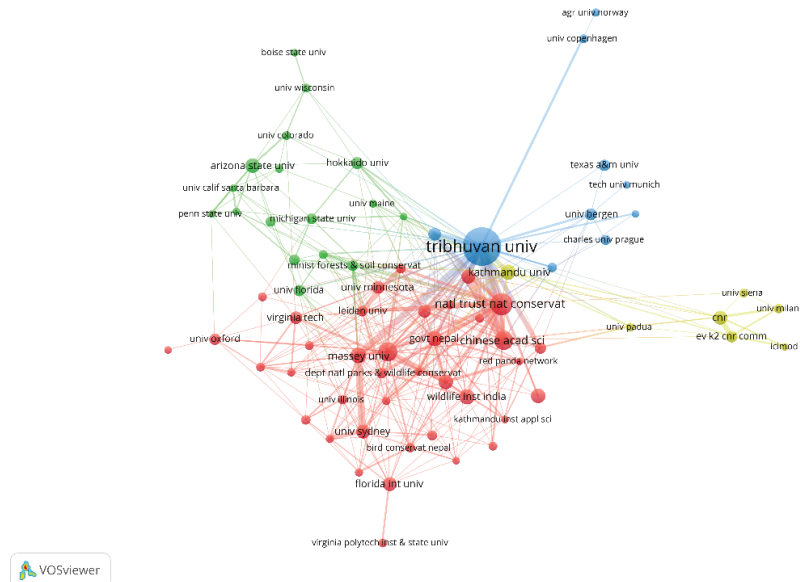 agr univ norway
univ copenhagen
boise state univ
univ wisconsin
univ colorado
arizona state univ
hokkaido univ
texas a&m univ
tech univ munich
univ calif santa barbara
univ maine
penn state univ
michigan state univ
univ bergen
charles univ prague
tribhuvan univ
minist forests & soil conservat
kathmandu univ
univ florida
univ minnesota
univ siena
natl trust nat conservat
leiden univ
virginia tech
cnr
univ milan
univ padua
univ oxford
govt nepal
chinese acad sci
ev k2 cnr comm
icimod
massey univ
red panda network
dept natl parks & wildlife conservat
univ illinois
wildlife inst india
kathmandu inst appl sci
univ sydney
bird conservat nepal
florida int univ
virginia polytech inst & state univ
VOSviewer